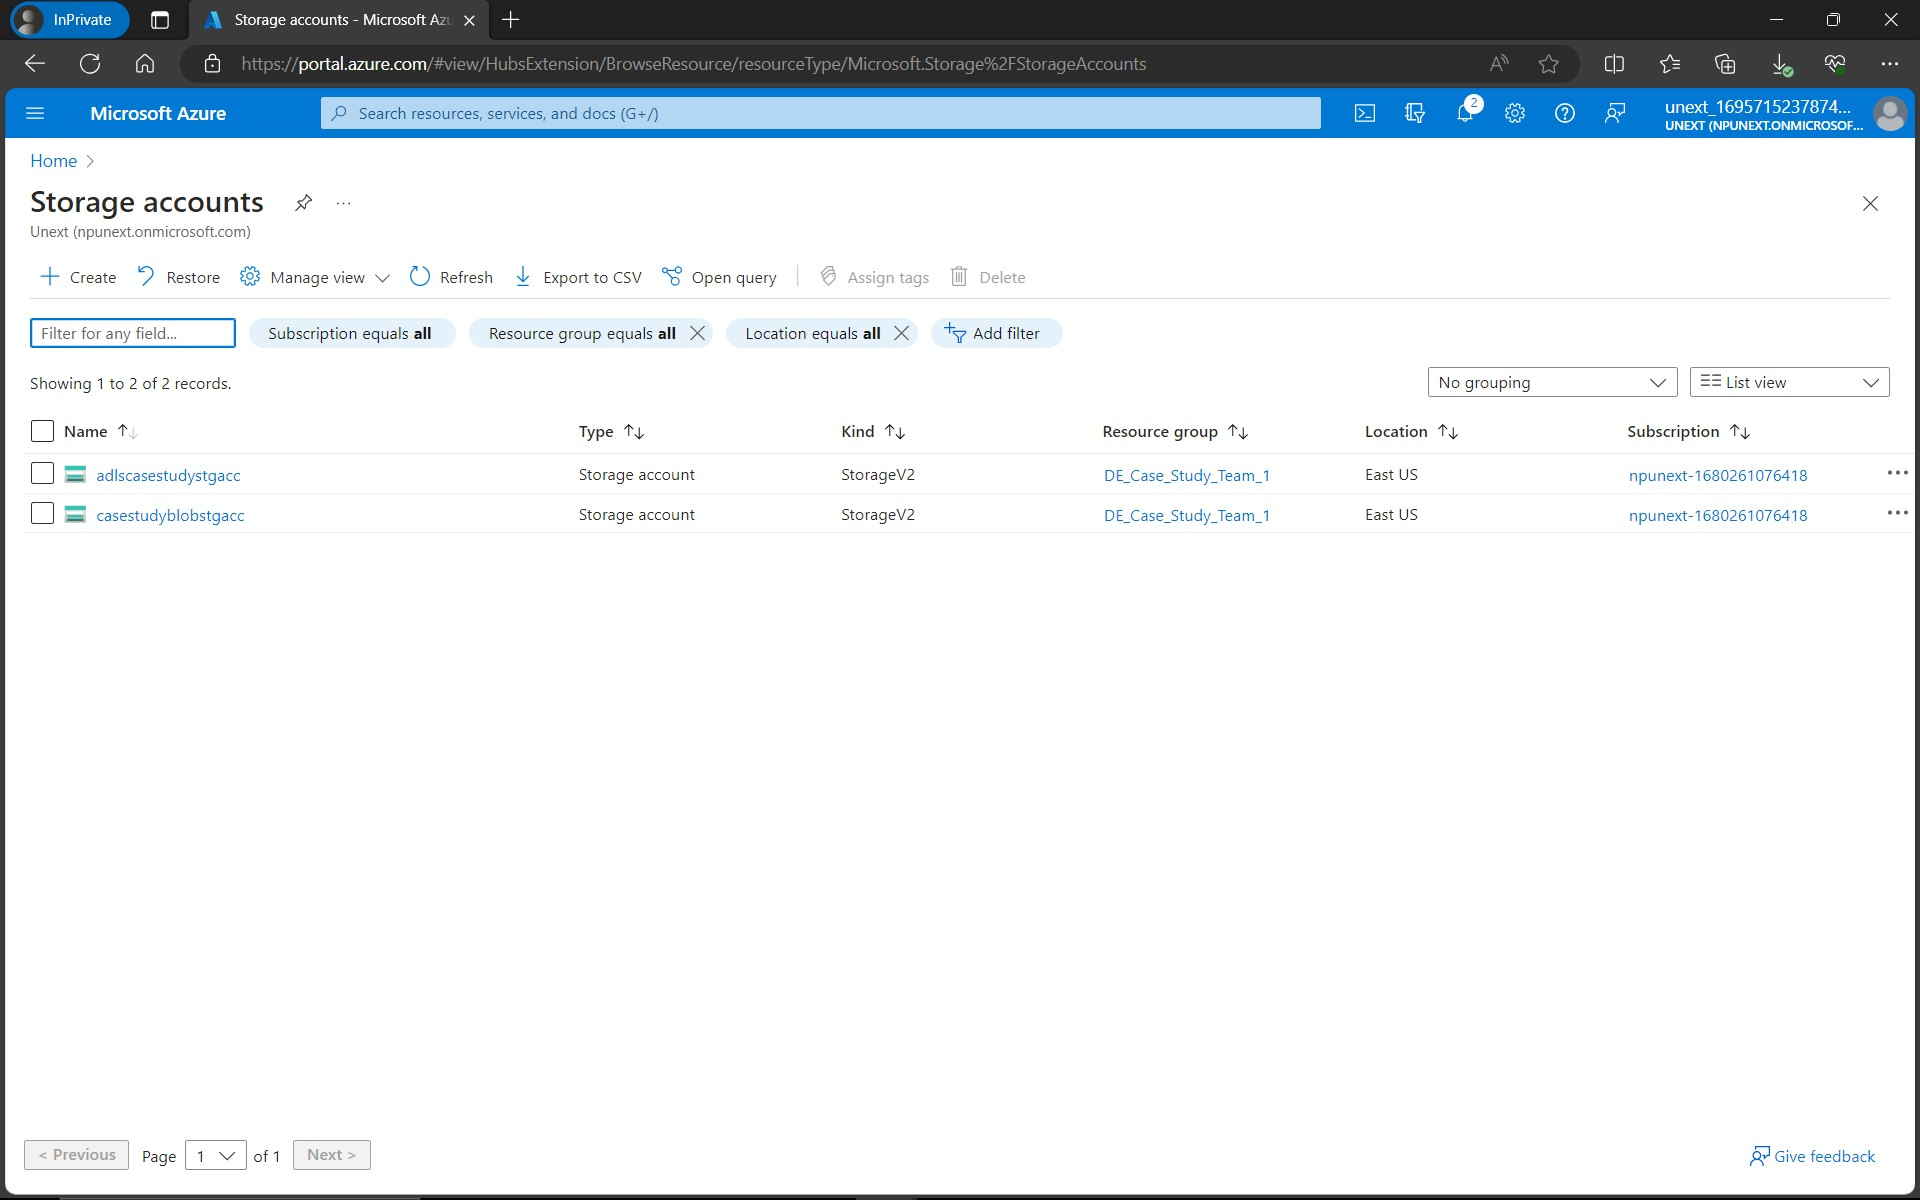 InPrivate
Storage accounts - Microsoft Azu
https://portal.azure.com/#view/HubsExtension/BrowseResource/resourceType/Microsoft.Storage%2FStorageAccounts
Microsoft Azure
Search resources, services, and docs (G+/)
2
unext_1695715237874...
UNEXT (NPUNEXT.ONMICROSOF...
Home >
Storage accounts
...
Unext (npunext.onmicrosoft.com)
Create Restore Manage view Refresh Export to CSV Open query Assign tags Delete
Filter for any field... Subscription equals all Resource group equals all Location equals all Add filter
Showing 1 to 2 of 2 records.
No grouping List view
Name Type Kind Resource group Location Subscription
adlscasestudystgacc Storage account StorageV2 DE_Case_Study_Team_1 East US npunext-1680261076418
casestudyblobstgacc Storage account StorageV2 DE_Case_Study_Team_1 East US npunext-1680261076418
< Previous Page 1 of 1 Next >
Give feedback